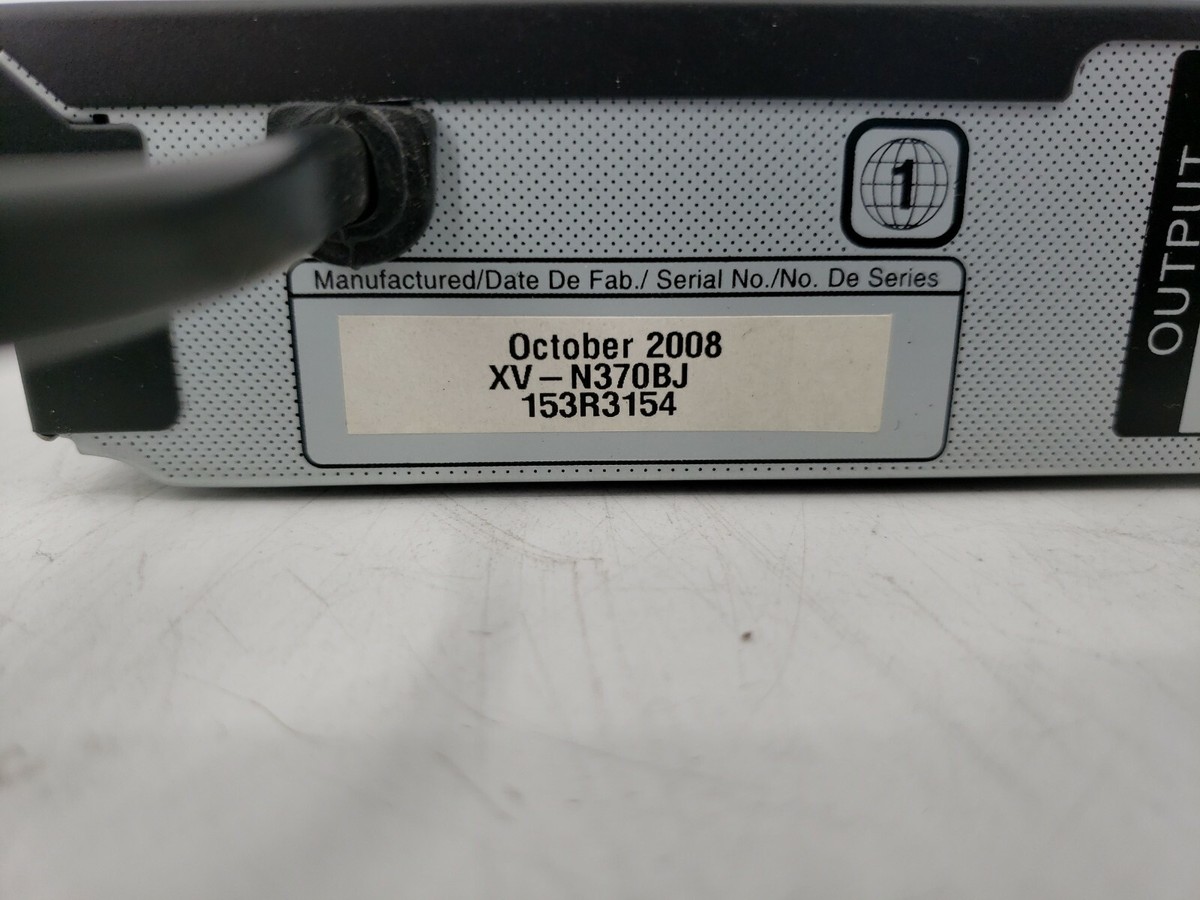 1
Manufactured/Date De Fab./ Serial No./No. De Series
October 2008
XV-N370BJ
153R3154
OUTPUT